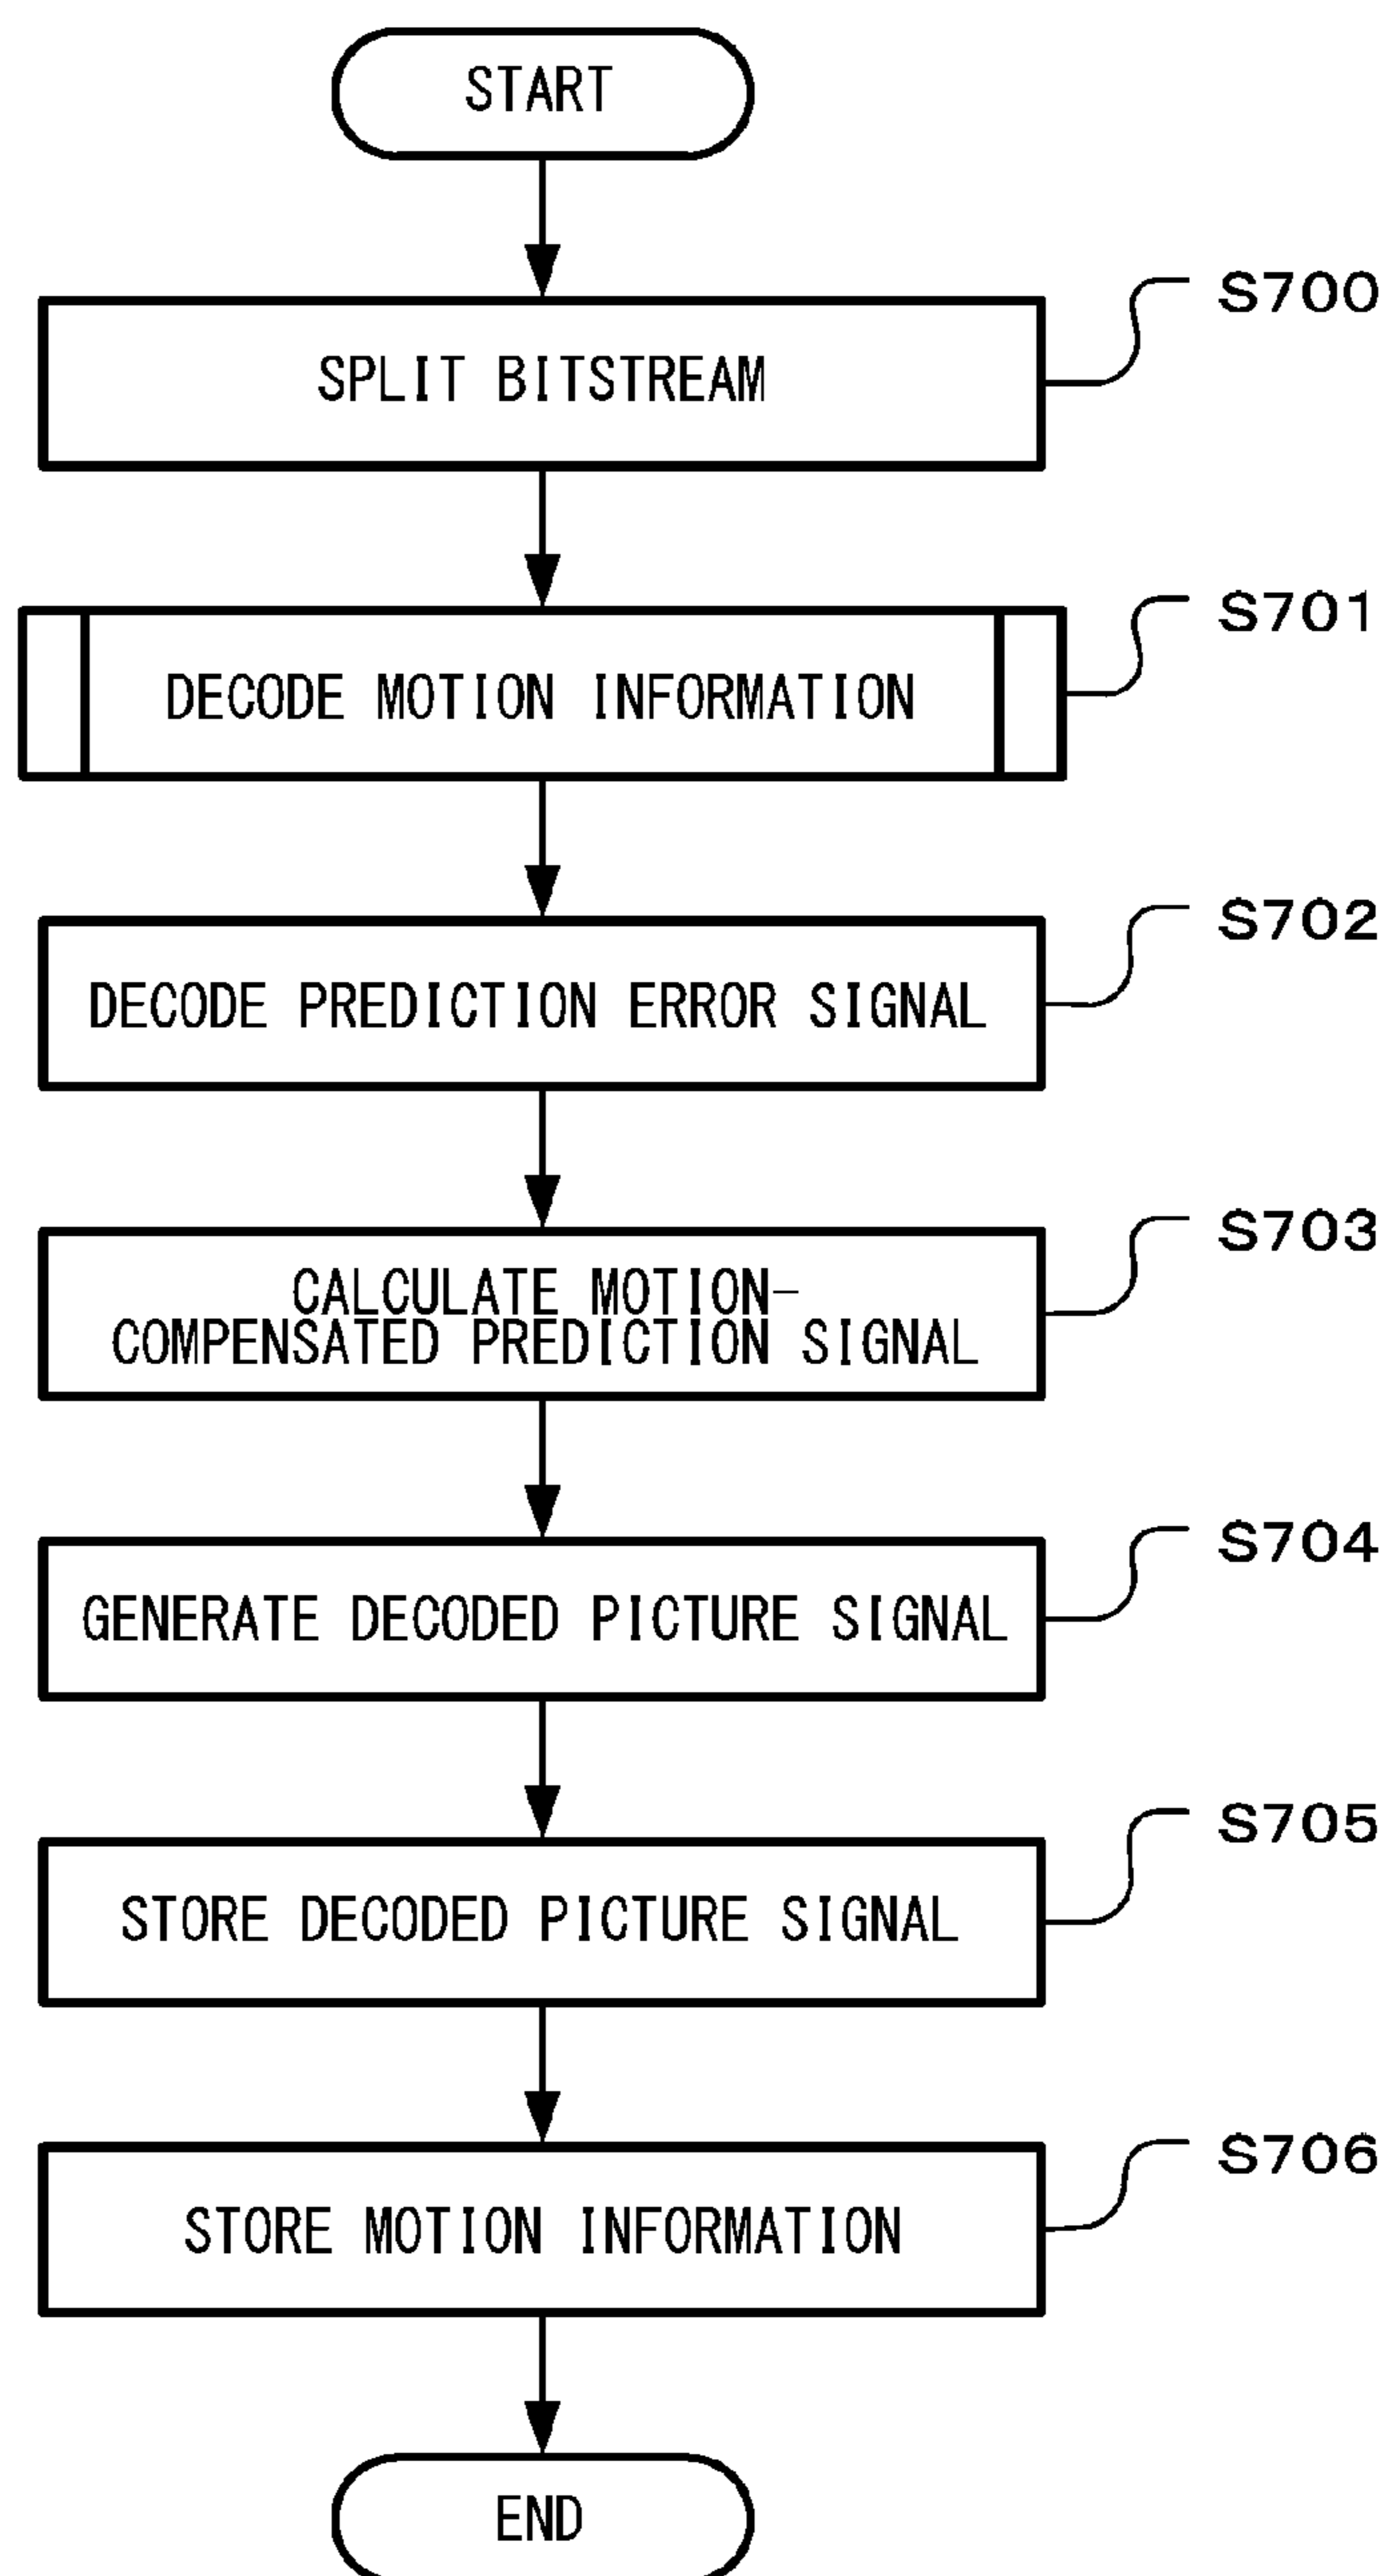 START
SPLIT BITSTREAM
S700
DECODE MOTION INFORMATION
S701
DECODE PREDICTION ERROR SIGNAL
S702
CALCULATE MOTION-
COMPENSATED PREDICTION SIGNAL
S703
GENERATE DECODED PICTURE SIGNAL
S704
STORE DECODED PICTURE SIGNAL
S705
STORE MOTION INFORMATION
S706
END